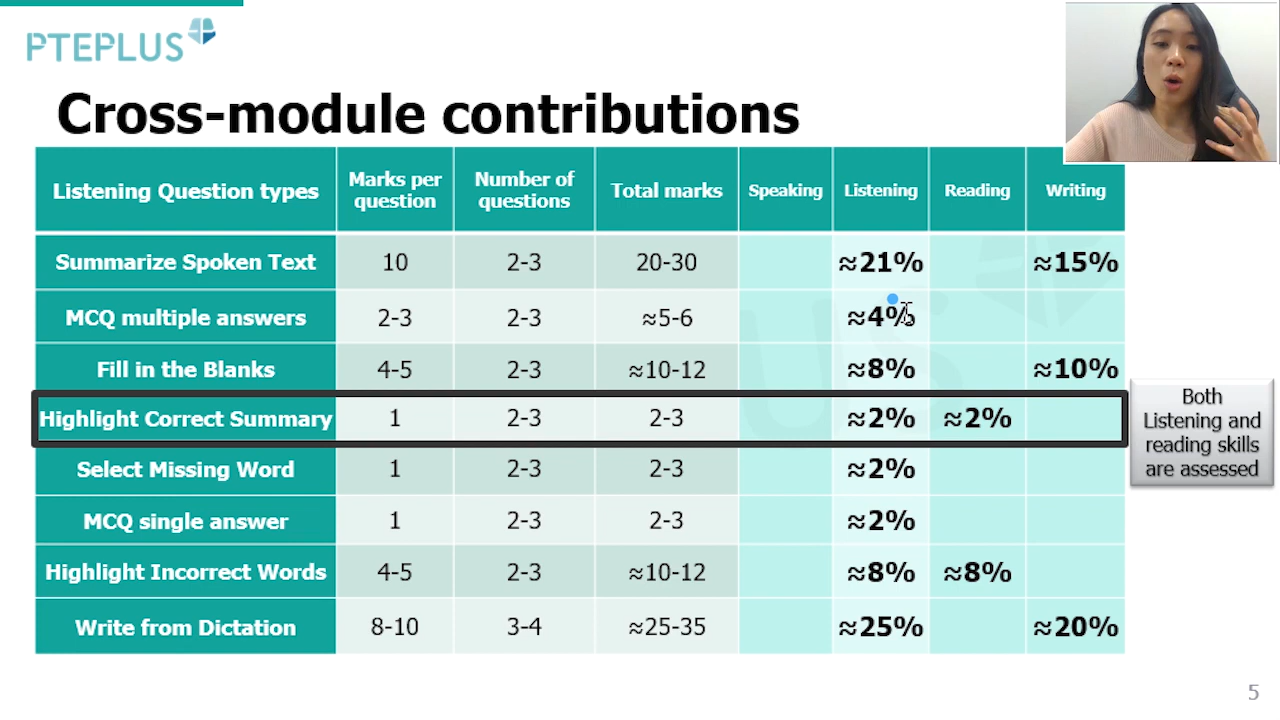 PTEPLUS
Cross-module contributions
Listening Question types Marks per question Number of questions Total marks Speaking Listening Reading Writing
Summarize Spoken Text 10 2-3 20-30 ≈21% ≈15%
MCQ multiple answers 2-3 2-3 ≈5-6 ≈4%
Fill in the Blanks 4-5 2-3 ≈10-12 ≈8% ≈10%
Highlight Correct Summary 1 2-3 2-3 ≈2% ≈2%
Select Missing Word 1 2-3 2-3 ≈2%
MCQ single answer 1 2-3 2-3 ≈2%
Highlight Incorrect Words 4-5 2-3 ≈10-12 ≈8% ≈8%
Write from Dictation 8-10 3-4 ≈25-35 ≈25% ≈20%
Both
Listening and
reading skills
are assessed
5